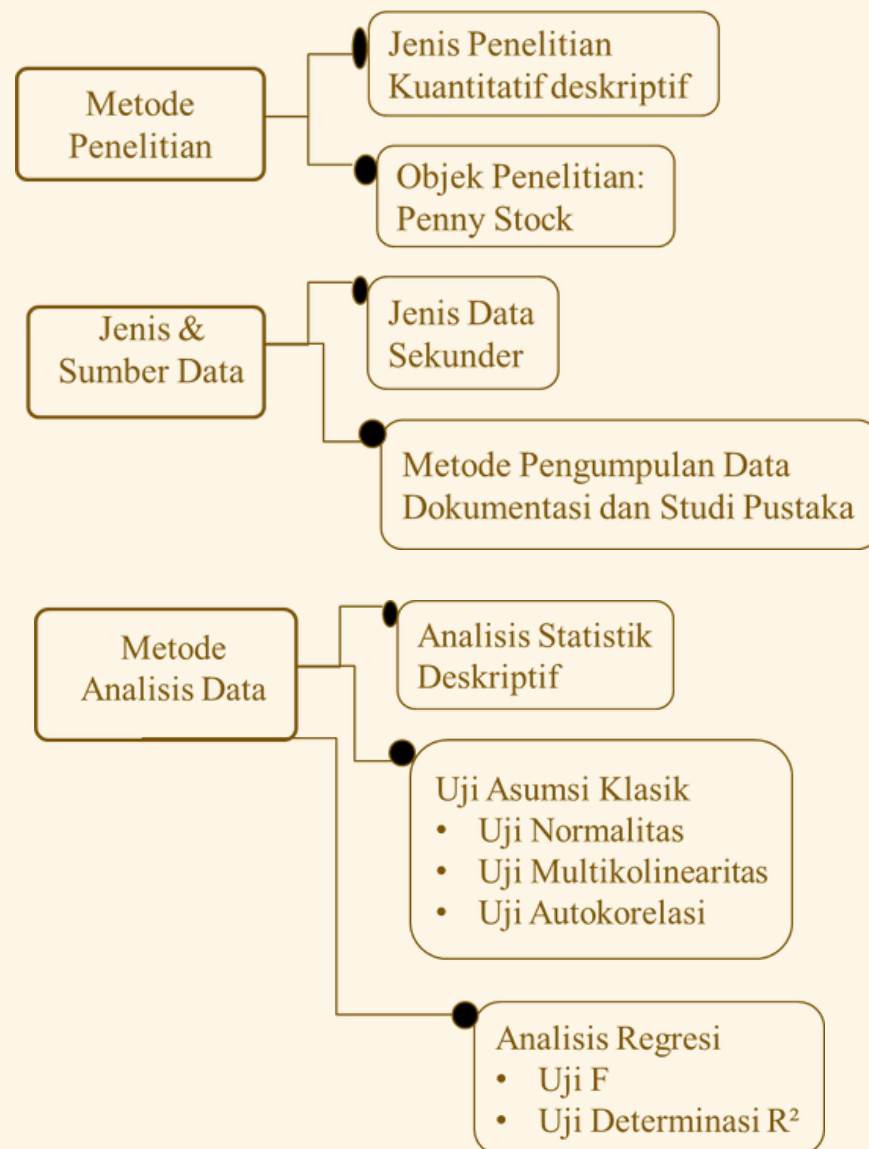 Metode
Penelitian
Jenis Penelitian
Kuantitatif deskriptif
Objek Penelitian:
Penny Stock
Jenis &
Sumber Data
Jenis Data
Sekunder
Metode Pengumpulan Data
Dokumentasi dan Studi Pustaka
Metode
Analisis Data
Analisis Statistik
Deskriptif
Uji Asumsi Klasik
• Uji Normalitas
• Uji Multikolinearitas
• Uji Autokorelasi
Analisis Regresi
• Uji F
• Uji Determinasi R²